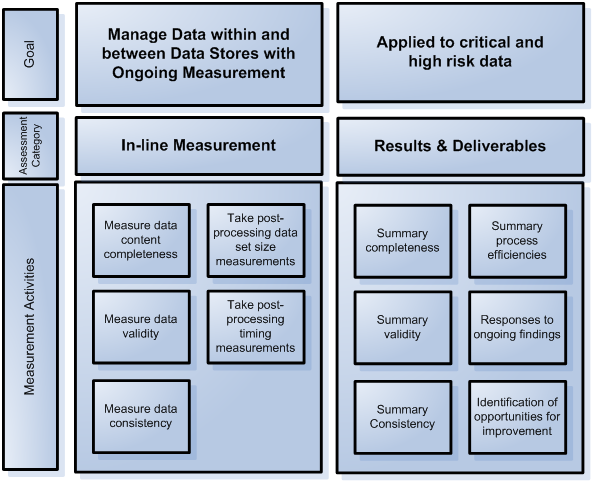 Goal
Manage Data within and
between Data Stores with
Ongoing Measurement
Applied to critical and
high risk data
Assessment
Category
In-line Measurement
Results & Deliverables
Measurement Activities
Measure data
content
completeness
Take post-
processing data
set size
measurements
Measure data
validity
Take post-
processing
timing
measurements
Measure data
consistency
Summary
completeness
Summary
process
efficiencies
Summary
validity
Responses to
ongoing findings
Summary
Consistency
Identification of
opportunities for
improvement